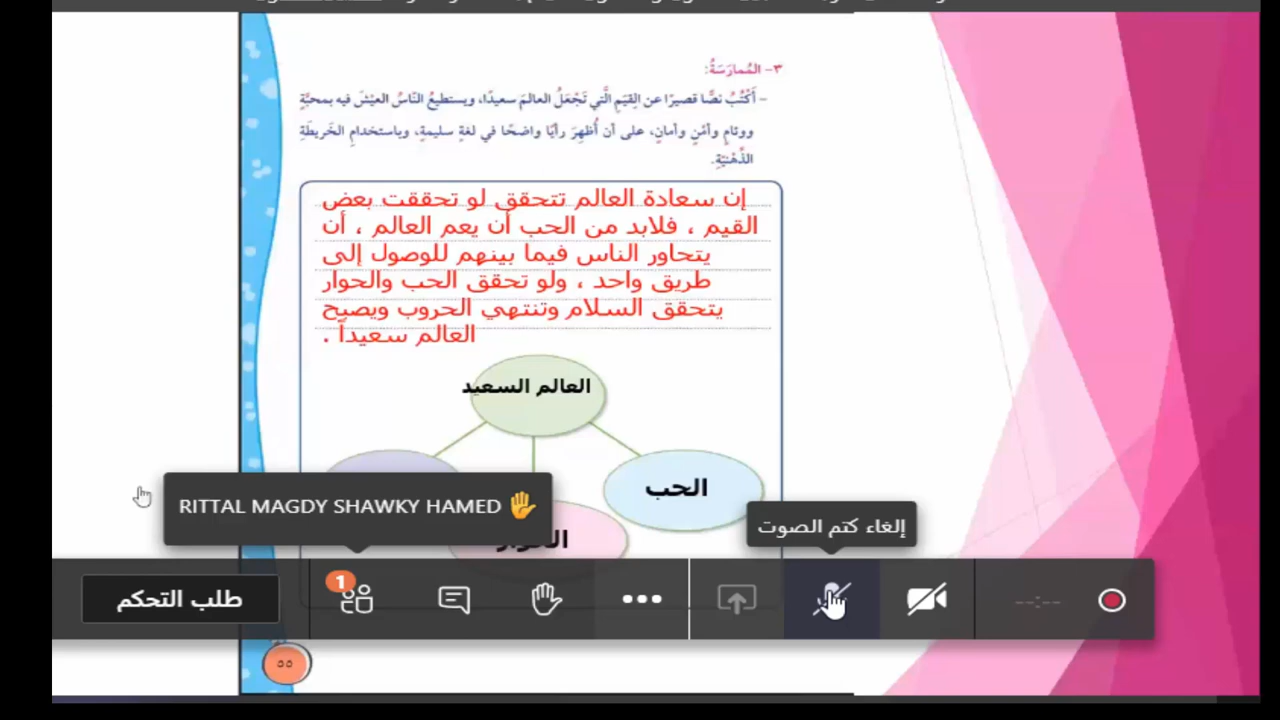 ٣- المُمارَسَةُ:
- أَكْتُبُ نصًّا قصيرًا عن القِيَمِ الَّتي تَجْعَلُ العالمَ سعيدًا، ويستطيعُ النّاسُ العيْشَ فيه بمحبَّةٍ
ووئامٍ وأمْنٍ وأمانٍ، على أن أُظهِرَ رأيًا واضحًا في لغةٍ سليمةٍ، وباستخدامِ الخَريطَةِ
الذِّهْنيَّةِ.
إن سعادة العالم تتحقق لو تحققت بعض
القيم ، فلابد من الحب أن يعم العالم ، أن
يتحاور الناس فيما بينهم للوصول إلى
طريق واحد ، ولو تحقق الحب والحوار
يتحقق السلام وتنتهي الحروب ويصبح
العالم سعيداً .
العالم السعيد
الحب
الحوار
RITTAL MAGDY SHAWKY HAMED 🖐
إلغاء كتم الصوت
طلب التحكم
1
--:--
٥٥